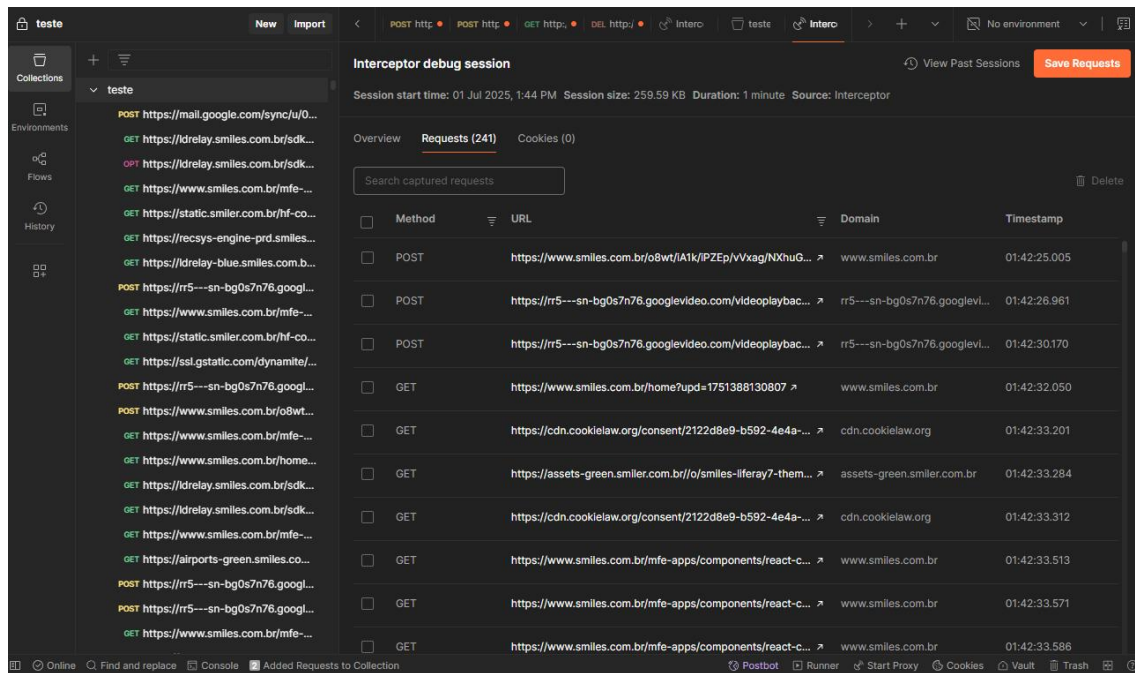 teste New Import
POST http POST http GET http:, DEL http:/ Interc teste Interc No environment
Collections
Environments
Flows
History
teste
POST https://mail.google.com/sync/u/0...
GET https://ldrelay.smiles.com.br/sdk...
OPT https://ldrelay.smiles.com.br/sdk...
GET https://www.smiles.com.br/mfe-...
GET https://static.smiler.com.br/hf-co...
GET https://recsys-engine-prd.smiles...
GET https://ldrelay-blue.smiles.com.b...
POST https://rr5---sn-bg0s7n76.googl...
GET https://www.smiles.com.br/mfe-...
GET https://static.smiler.com.br/hf-co...
GET https://ssl.gstatic.com/dynamite/...
POST https://rr5---sn-bg0s7n76.googl...
POST https://www.smiles.com.br/o8wt...
GET https://www.smiles.com.br/mfe-...
GET https://www.smiles.com.br/home...
GET https://ldrelay.smiles.com.br/sdk...
GET https://ldrelay.smiles.com.br/sdk...
GET https://www.smiles.com.br/mfe-...
GET https://airports-green.smiles.co...
POST https://rr5---sn-bg0s7n76.googl...
POST https://rr5---sn-bg0s7n76.googl...
GET https://www.smiles.com.br/mfe-...
Interceptor debug session View Past Sessions Save Requests
Session start time: 01 Jul 2025, 1:44 PM Session size: 259.59 KB Duration: 1 minute Source: Interceptor
Overview Requests (241) Cookies (0)
Search captured requests Delete
Method URL Domain Timestamp
POST https://www.smiles.com.br/o8wt/iA1k/iPZEp/vVxag/NXhuG... www.smiles.com.br 01:42:25.005
POST https://rr5---sn-bg0s7n76.googlevideo.com/videoplaybac... rr5---sn-bg0s7n76.googlevi... 01:42:26.961
POST https://rr5---sn-bg0s7n76.googlevideo.com/videoplaybac... rr5---sn-bg0s7n76.googlevi... 01:42:30.170
GET https://www.smiles.com.br/home?upd=1751388130807 www.smiles.com.br 01:42:32.050
GET https://cdn.cookielaw.org/consent/2122d8e9-b592-4e4a-... cdn.cookielaw.org 01:42:33.201
GET https://assets-green.smiler.com.br//o/smiles-liferay7-them... assets-green.smiler.com.br 01:42:33.284
GET https://cdn.cookielaw.org/consent/2122d8e9-b592-4e4a-... cdn.cookielaw.org 01:42:33.312
GET https://www.smiles.com.br/mfe-apps/components/react-c... www.smiles.com.br 01:42:33.513
GET https://www.smiles.com.br/mfe-apps/components/react-c... www.smiles.com.br 01:42:33.571
GET https://www.smiles.com.br/mfe-apps/components/react-c... www.smiles.com.br 01:42:33.586
Online Find and replace Console 2 Added Requests to Collection Postbot Runner Start Proxy Cookies Vault Trash